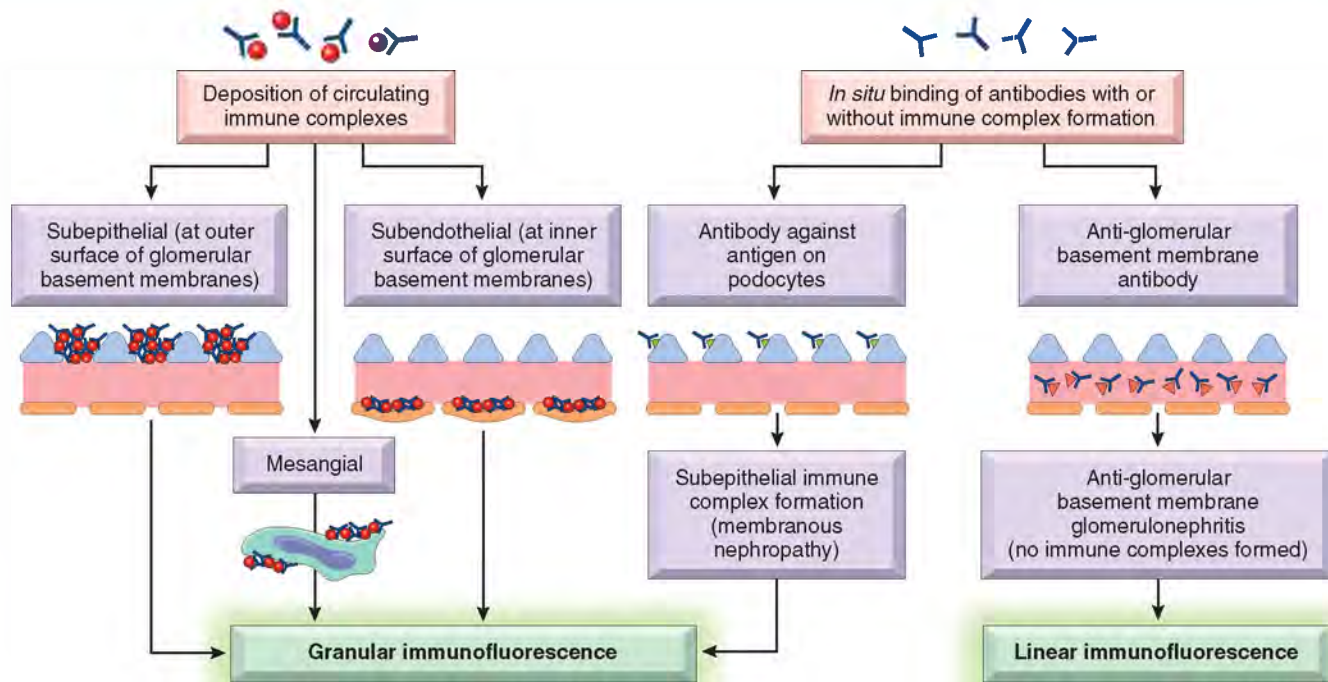 Deposition of circulating
immune complexes
In situ binding of antibodies with or
without immune complex formation
Subepithelial (at outer
surface of glomerular
basement membranes)
Subendothelial (at inner
surface of glomerular
basement membranes)
Antibody against
antigen on
podocytes
Anti-glomerular
basement membrane
antibody
Mesangial
Subepithelial immune
complex formation
(membranous
nephropathy)
Anti-glomerular
basement membrane
glomerulonephritis
(no immune complexes formed)
Granular immunofluorescence
Linear immunofluorescence